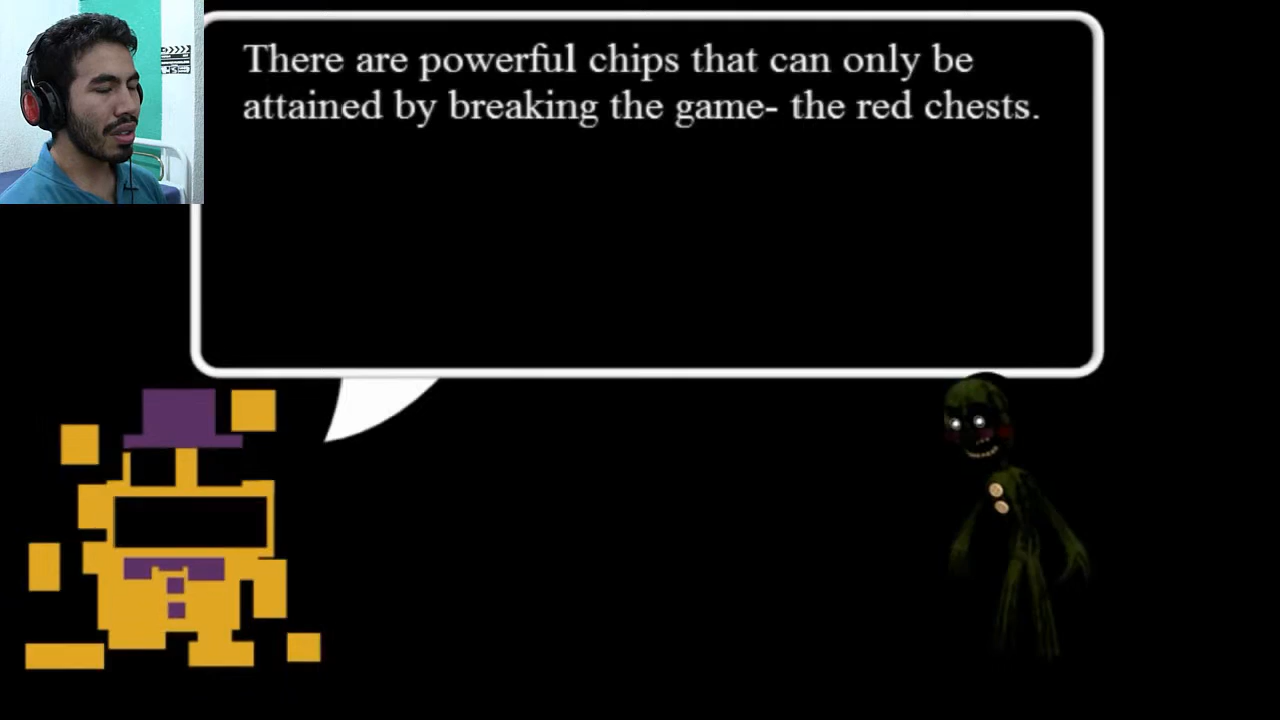 There are powerful chips that can only be
attained by breaking the game- the red chests.